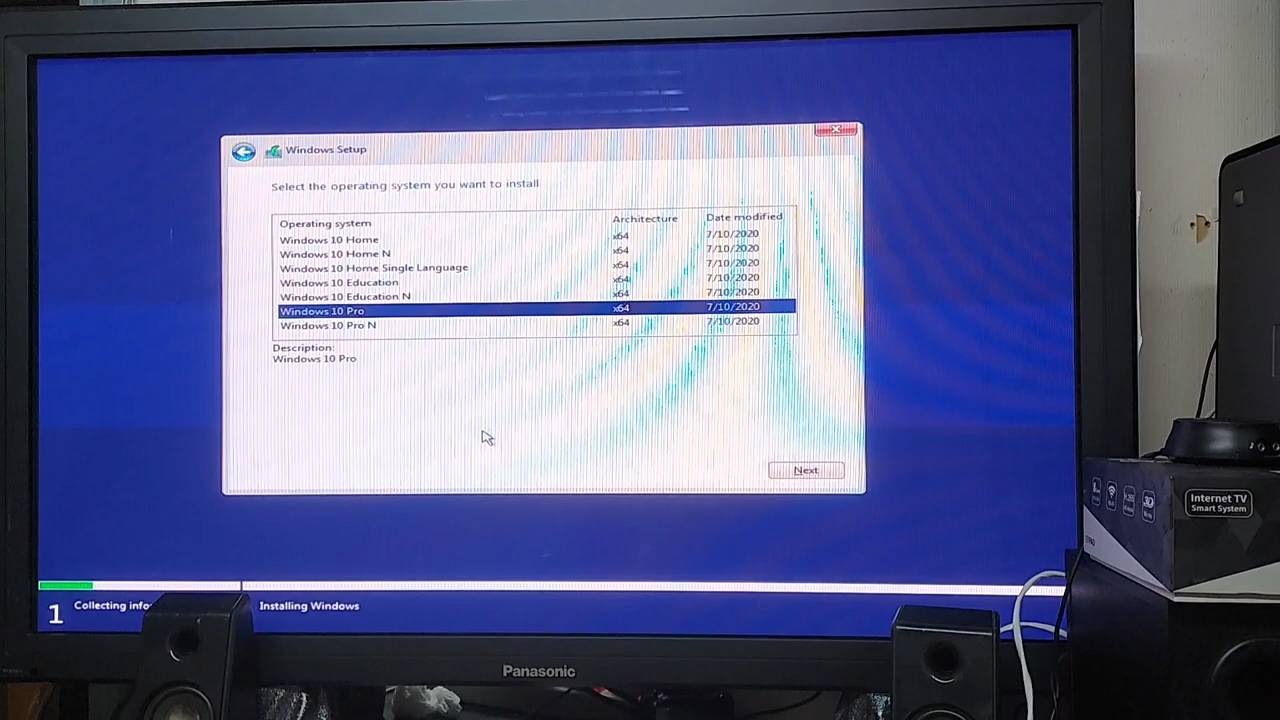 Windows Setup
Select the operating system you want to install
Operating system Architecture Date modified
Windows 10 Home x64 7/10/2020
Windows 10 Home N x64 7/10/2020
Windows 10 Home Single Language x64 7/10/2020
Windows 10 Education x64 7/10/2020
Windows 10 Education N x64 7/10/2020
Windows 10 Pro x64 7/10/2020
Windows 10 Pro N x64 7/10/2020
Description:
Windows 10 Pro
Next
1 Collecting info Installing Windows
Panasonic
Internet TV
Smart System